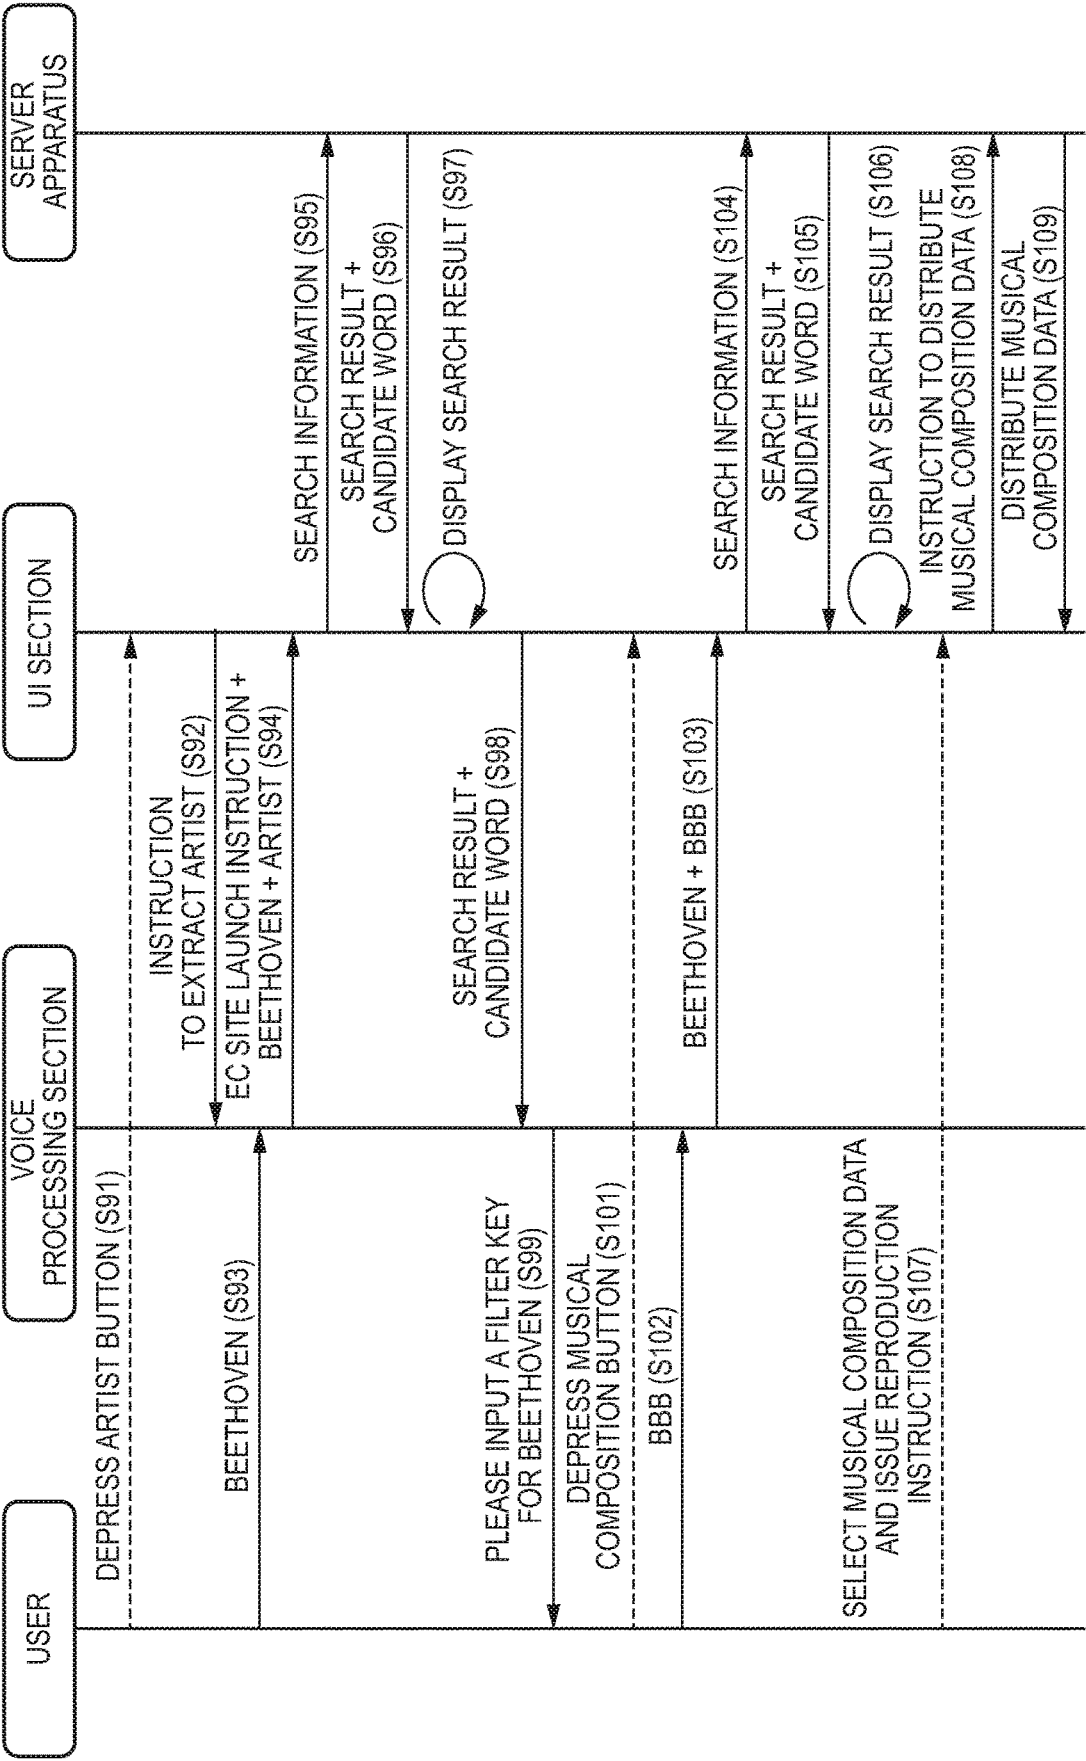 USER
VOICE
PROCESSING SECTION
UI SECTION
SERVER
APPARATUS
DEPRESS ARTIST BUTTON (S91)
INSTRUCTION
TO EXTRACT ARTIST (S92)
BEETHOVEN (S93)
EC SITE LAUNCH INSTRUCTION +
BEETHOVEN + ARTIST (S94)
SEARCH INFORMATION (S95)
SEARCH RESULT +
CANDIDATE WORD (S96)
DISPLAY SEARCH RESULT (S97)
SEARCH RESULT +
CANDIDATE WORD (S98)
PLEASE INPUT A FILTER KEY
FOR BEETHOVEN (S99)
DEPRESS MUSICAL
COMPOSITION BUTTON (S101)
BBB (S102)
BEETHOVEN + BBB (S103)
SEARCH INFORMATION (S104)
SEARCH RESULT +
CANDIDATE WORD (S105)
DISPLAY SEARCH RESULT (S106)
SELECT MUSICAL COMPOSITION DATA
AND ISSUE REPRODUCTION
INSTRUCTION (S107)
INSTRUCTION TO DISTRIBUTE
MUSICAL COMPOSITION DATA (S108)
DISTRIBUTE MUSICAL
COMPOSITION DATA (S109)